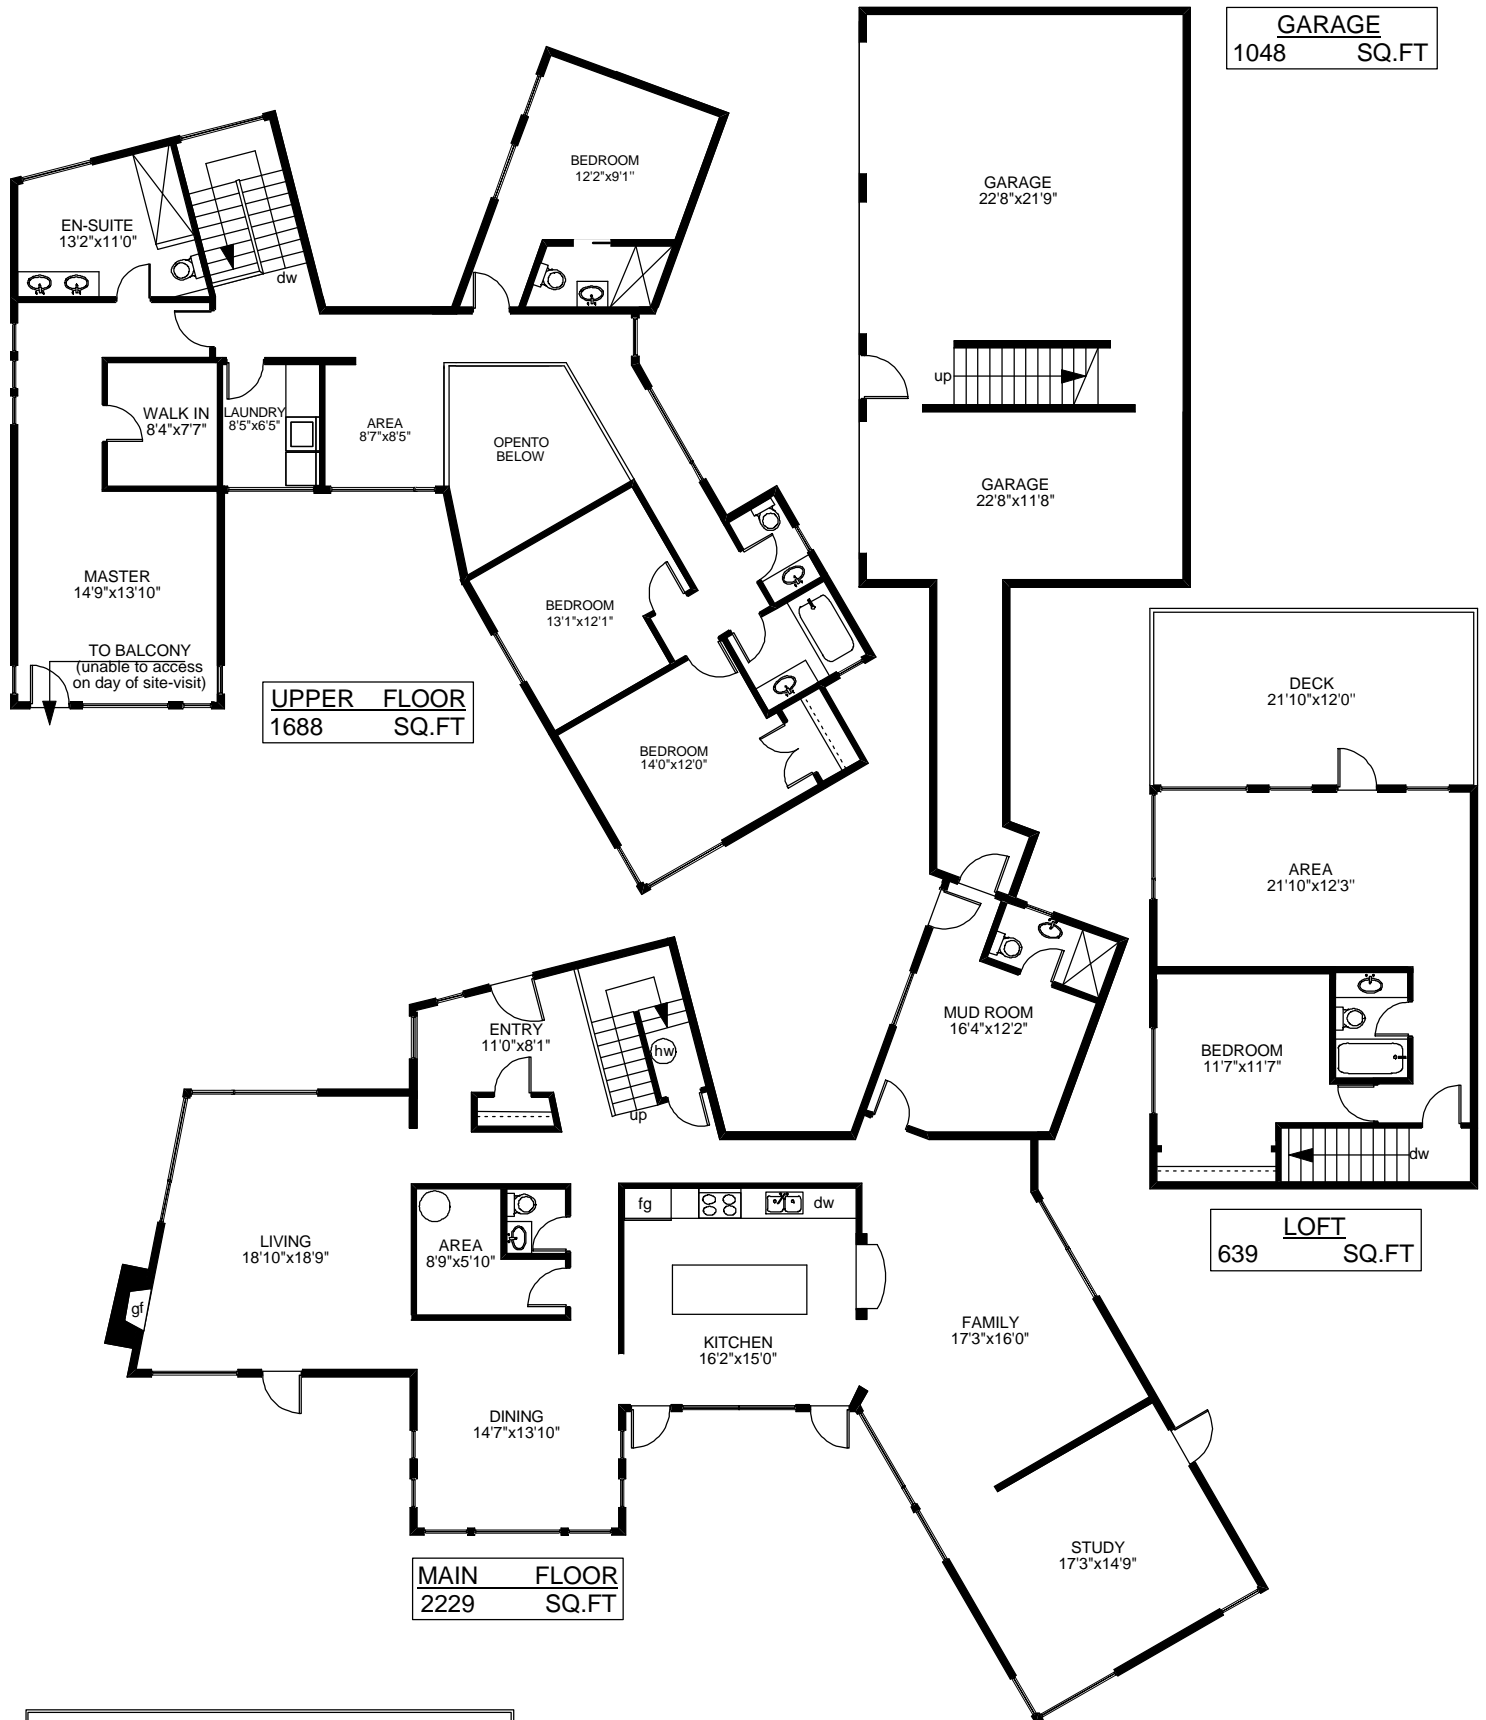 GARAGE
1048 SQ.FT
GARAGE
22'8"x21'9"
up
GARAGE
22'8"x11'8"
BEDROOM
12'2"x9'1"
EN-SUITE
13'2"x11'0"
dw
WALK IN
8'4"x7'7"
LAUNDRY
8'5"x6'5"
AREA
8'7"x8'5"
OPENTO
BELOW
MASTER
14'9"x13'10"
TO BALCONY
(unable to access
on day of site-visit)
BEDROOM
13'1"x12'1"
BEDROOM
14'0"x12'0"
UPPER FLOOR
1688 SQ.FT
DECK
21'10"x12'0"
AREA
21'10"x12'3"
BEDROOM
11'7"x11'7"
dw
LOFT
639 SQ.FT
MUD ROOM
16'4"x12'2"
ENTRY
11'0"x8'1"
hw
up
LIVING
18'10"x18'9"
gf
AREA
8'9"x5'10"
fg
dw
KITCHEN
16'2"x15'0"
FAMILY
17'3"x16'0"
DINING
14'7"x13'10"
STUDY
17'3"x14'9"
MAIN FLOOR
2229 SQ.FT